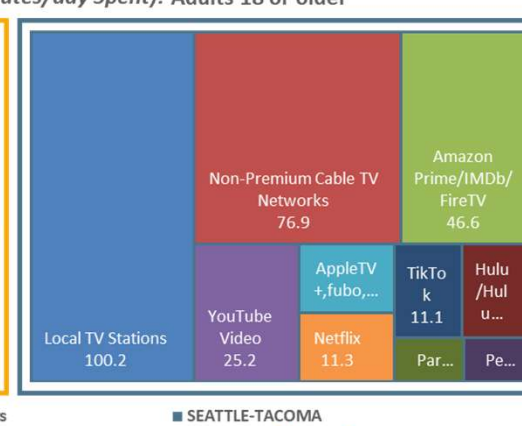 /day Spent): Adults 18 or older
Non-Premium Cable TV
Networks
76.9
Amazon
Prime/IMDb/
FireTV
46.6
Local TV Stations
100.2
YouTube
Video
25.2
AppleTV
+,fubo,...
Netflix
11.3
TikTo
k
11.1
Hulu
/Hul
u...
Par...
Pe...
s
SEATTLE-TACOMA